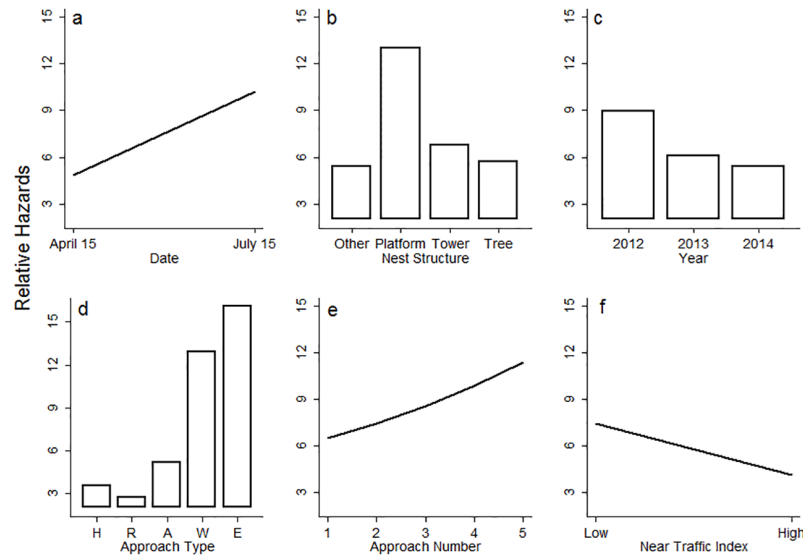 Relative Hazards
a
15
12
9
6
3
April 15 July 15
Date
b
15
12
9
6
3
Other Platform Tower Tree
Nest Structure
c
15
12
9
6
3
2012 2013 2014
Year
d
15
12
9
6
3
H R A W E
Approach Type
e
15
12
9
6
3
1 2 3 4 5
Approach Number
f
15
12
9
6
3
Low High
Near Traffic Index